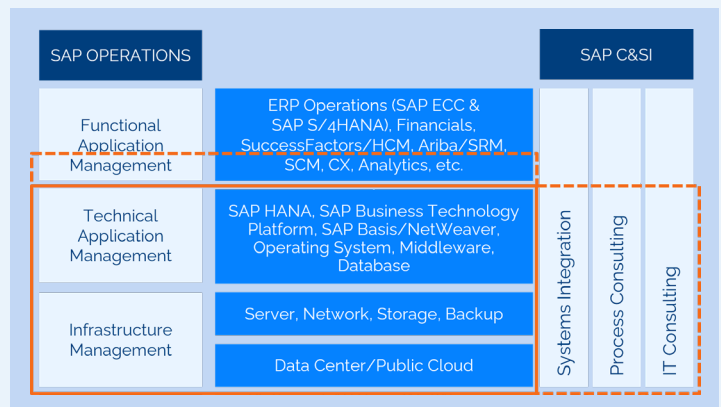 SAP OPERATIONS
SAP C&SI
Functional
Application
Management
ERP Operations (SAP ECC &
SAP S/4HANA), Financials,
SuccessFactors/HCM, Ariba/SRM,
SCM, CX, Analytics, etc.
Technical
Application
Management
SAP HANA, SAP Business Technology
Platform, SAP Basis/NetWeaver,
Operating System, Middleware,
Database
Infrastructure
Management
Server, Network, Storage, Backup
Data Center/Public Cloud
Systems Integration
Process Consulting
IT Consulting